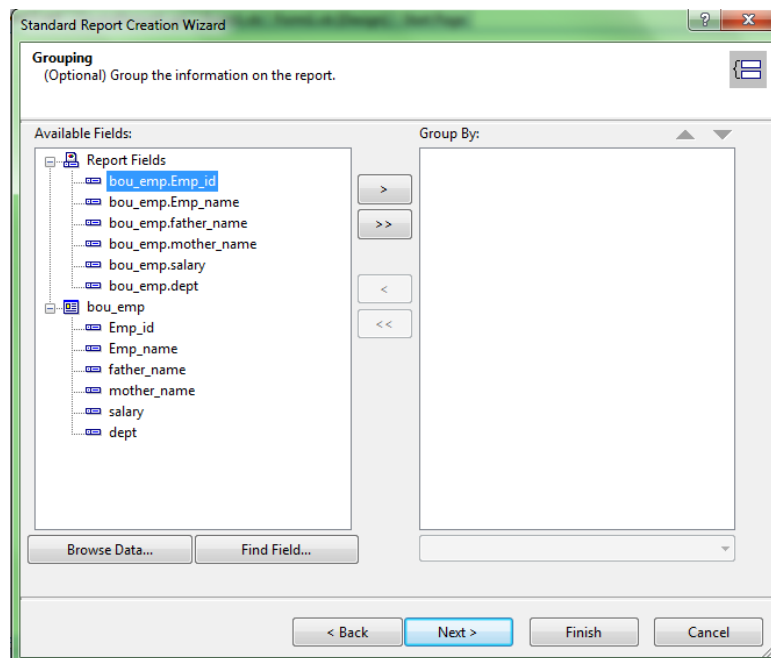 Standard Report Creation Wizard
Grouping
(Optional) Group the information on the report.
Available Fields:
Group By:
Report Fields
bou_emp.Emp_id
bou_emp.Emp_name
bou_emp.father_name
bou_emp.mother_name
bou_emp.salary
bou_emp.dept
bou_emp
Emp_id
Emp_name
father_name
mother_name
salary
dept
>
>>
<
<<
Browse Data...
Find Field...
< Back
Next >
Finish
Cancel